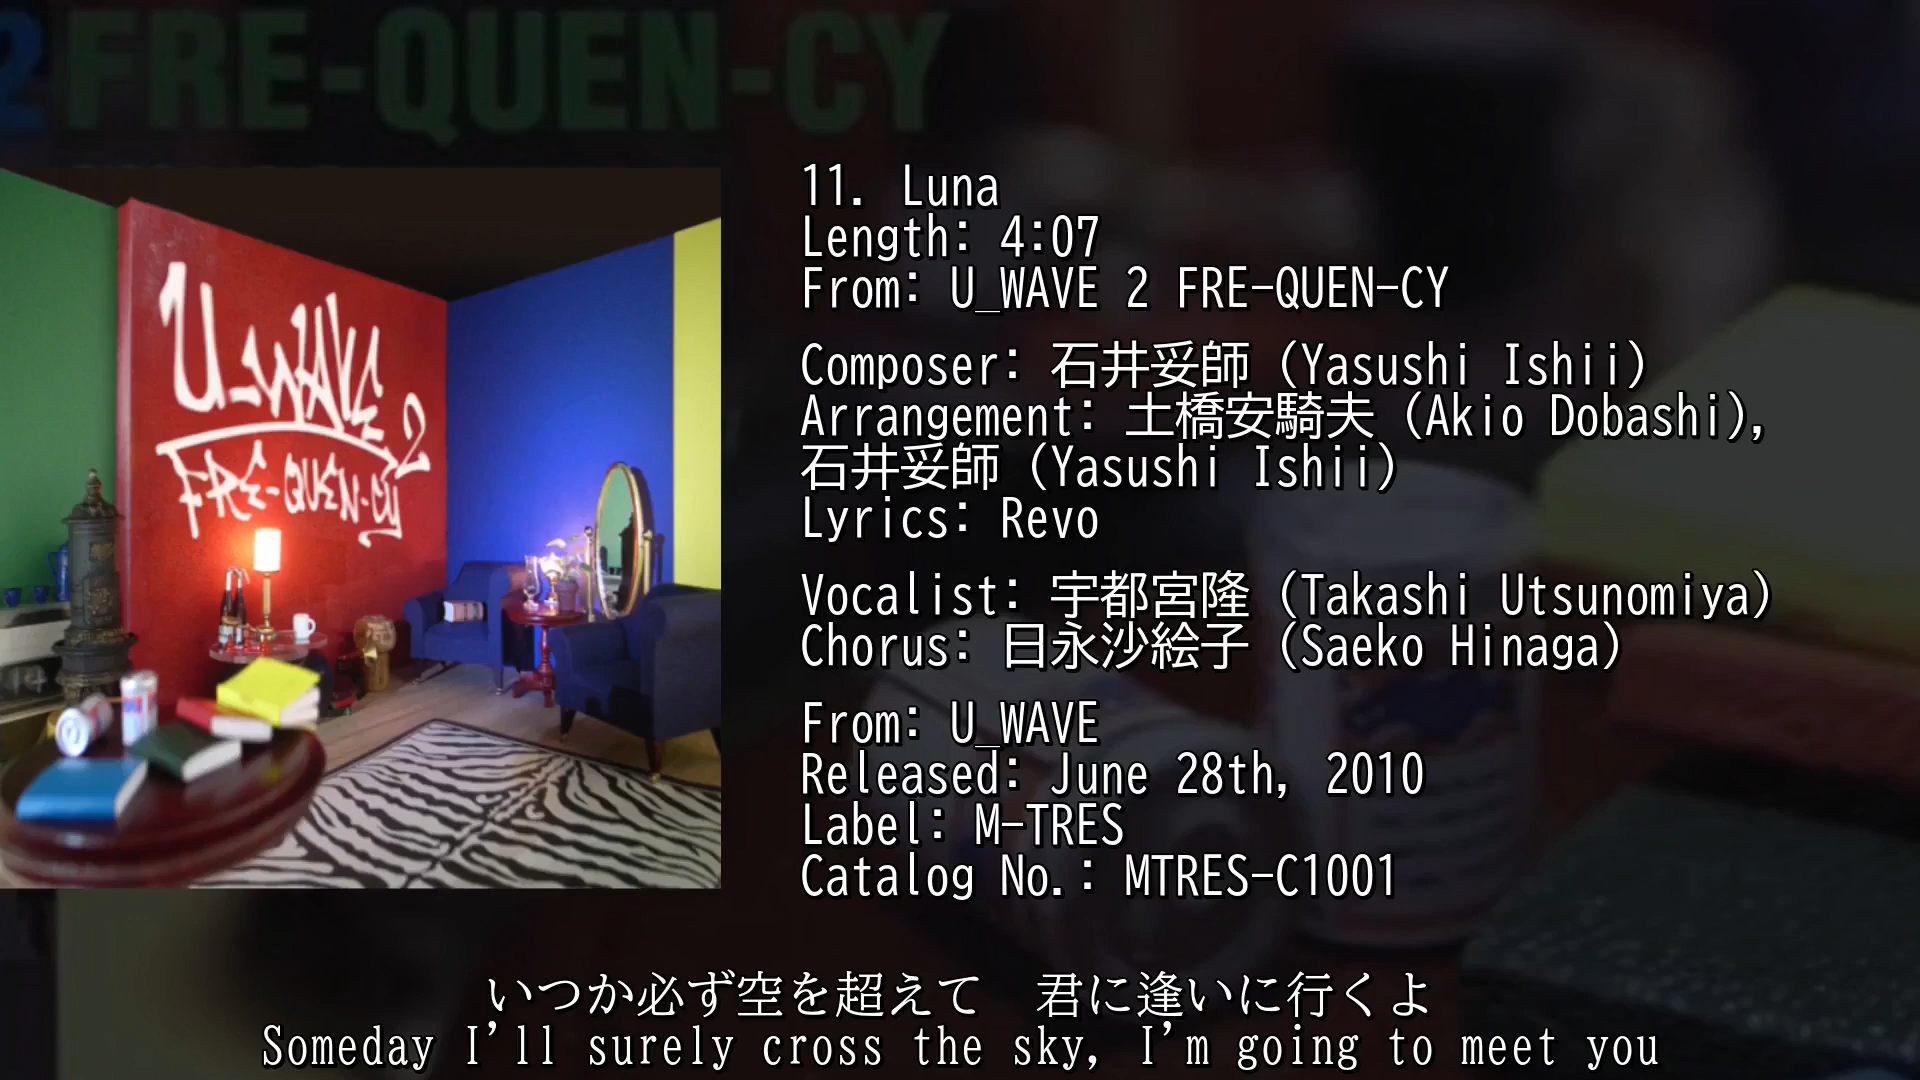 2 FRE-QUEN-CY
U_WAVE 2
FRE-QUEN-CY
11. Luna
Length: 4:07
From: U_WAVE 2 FRE-QUEN-CY
Composer: 石井妥師 (Yasushi Ishii)
Arrangement: 土橋安騎夫 (Akio Dobashi),
石井妥師 (Yasushi Ishii)
Lyrics: Revo
Vocalist: 宇都宮隆 (Takashi Utsunomiya)
Chorus: 日永沙絵子 (Saeko Hinaga)
From: U_WAVE
Released: June 28th, 2010
Label: M-TRES
Catalog No.: MTRES-C1001
いつか必ず空を超えて　君に逢いに行くよ
Someday I'll surely cross the sky, I'm going to meet you